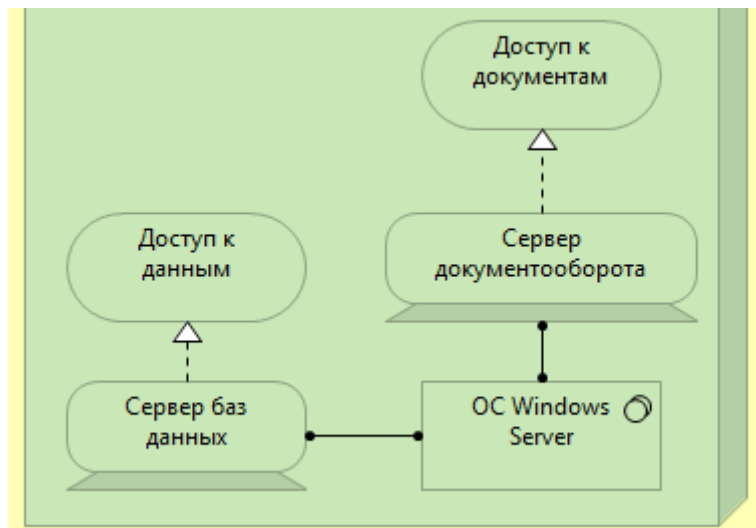 Доступ к
документам
Доступ к
данным
Сервер
документооборота
Сервер баз
данных
ОС Windows
Server